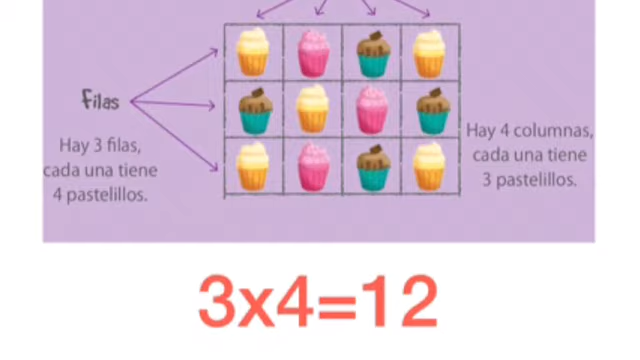 Filas
Hay 3 filas,
cada una tiene
4 pastelillos.
Hay 4 columnas,
cada una tiene
3 pastelillos.
3x4=12